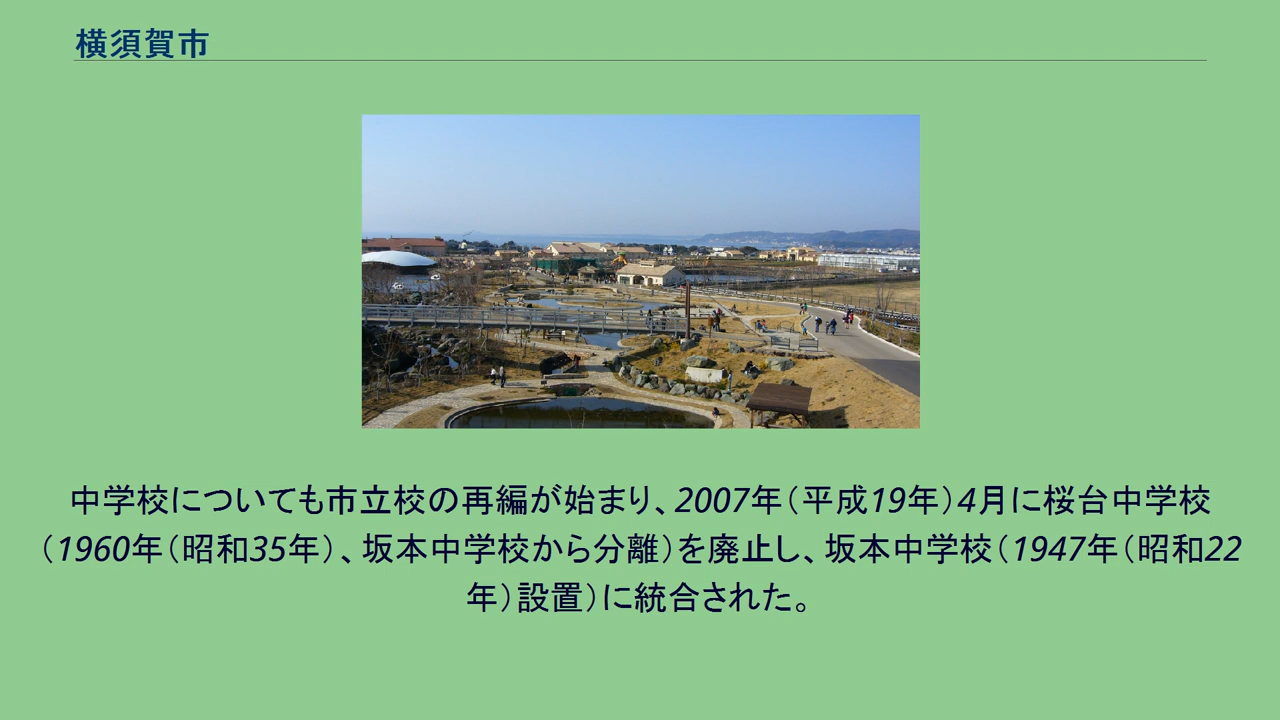 横須賀市
中学校についても市立校の再編が始まり、2007年（平成19年）4月に桜台中学校
（1960年（昭和35年）、坂本中学校から分離）を廃止し、坂本中学校（1947年（昭和22
年）設置）に統合された。